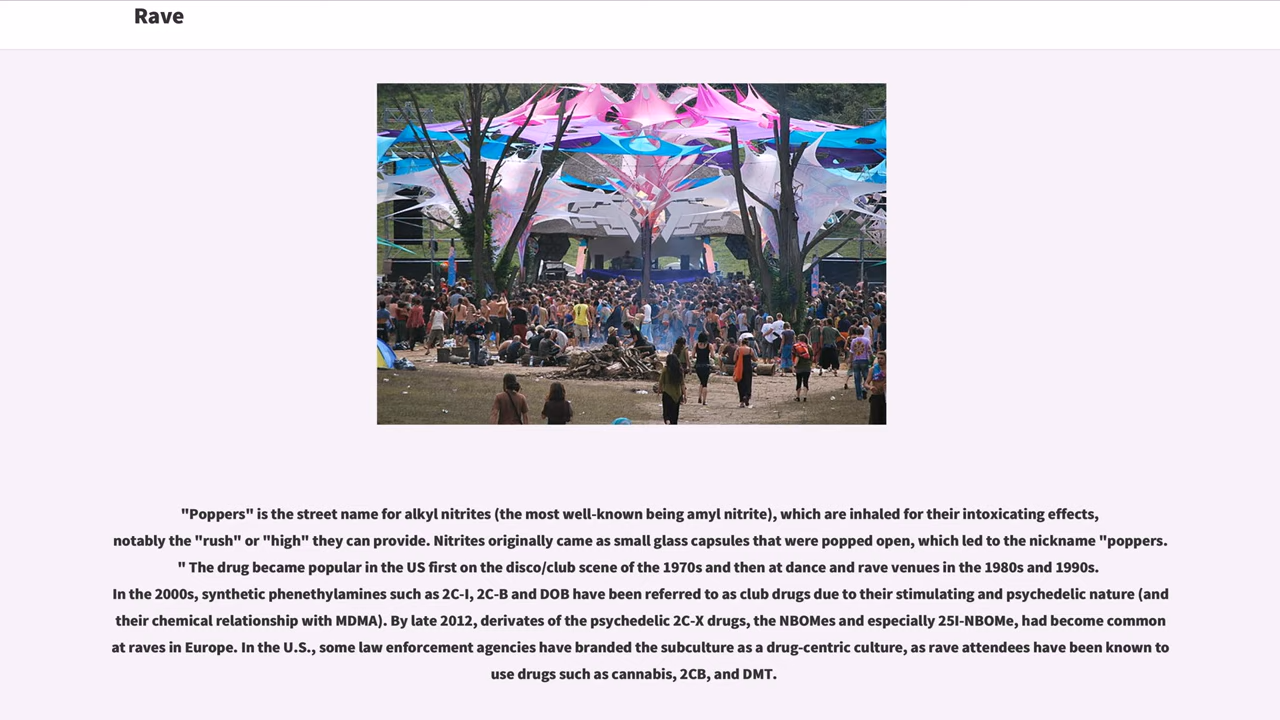 Rave
"Poppers" is the street name for alkyl nitrites (the most well-known being amyl nitrite), which are inhaled for their intoxicating effects,
notably the "rush" or "high" they can provide. Nitrites originally came as small glass capsules that were popped open, which led to the nickname "poppers.
" The drug became popular in the US first on the disco/club scene of the 1970s and then at dance and rave venues in the 1980s and 1990s.
In the 2000s, synthetic phenethylamines such as 2C-I, 2C-B and DOB have been referred to as club drugs due to their stimulating and psychedelic nature (and
their chemical relationship with MDMA). By late 2012, derivates of the psychedelic 2C-X drugs, the NBOMes and especially 25I-NBOMe, had become common
at raves in Europe. In the U.S., some law enforcement agencies have branded the subculture as a drug-centric culture, as rave attendees have been known to
use drugs such as cannabis, 2CB, and DMT.